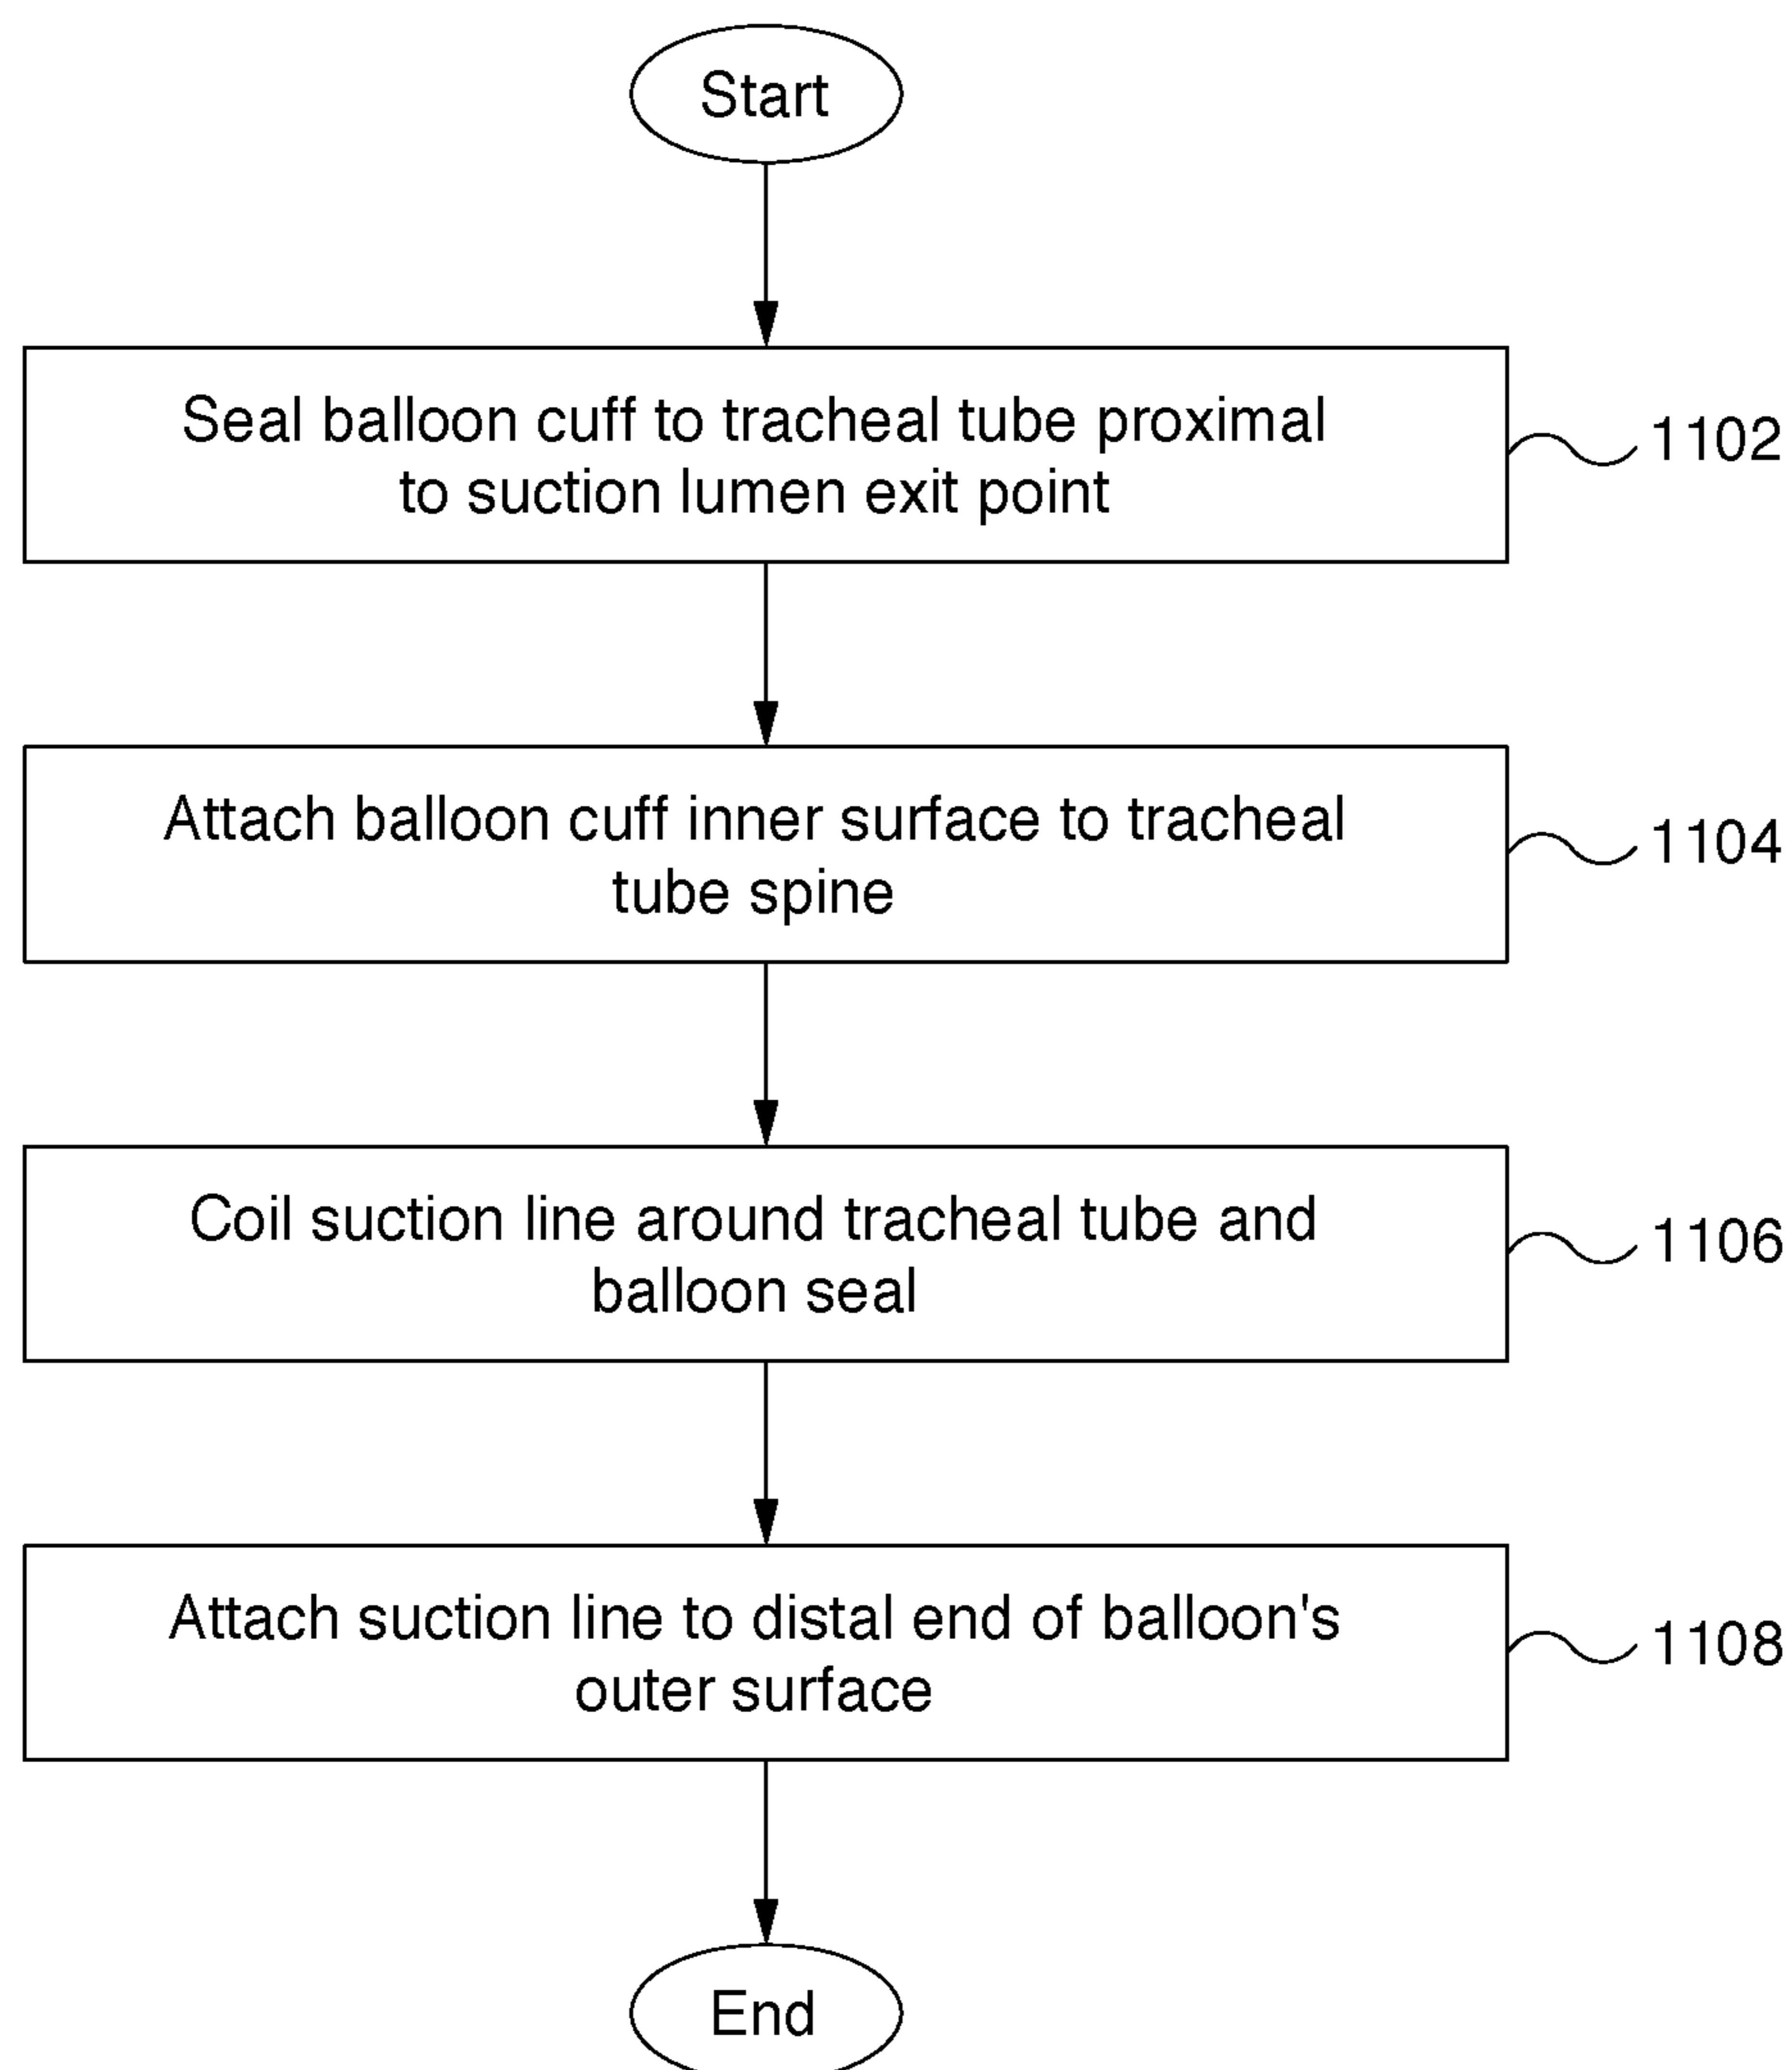 Start
Seal balloon cuff to tracheal tube proximal
to suction lumen exit point
1102
Attach balloon cuff inner surface to tracheal
tube spine
1104
Coil suction line around tracheal tube and
balloon seal
1106
Attach suction line to distal end of balloon's
outer surface
1108
End